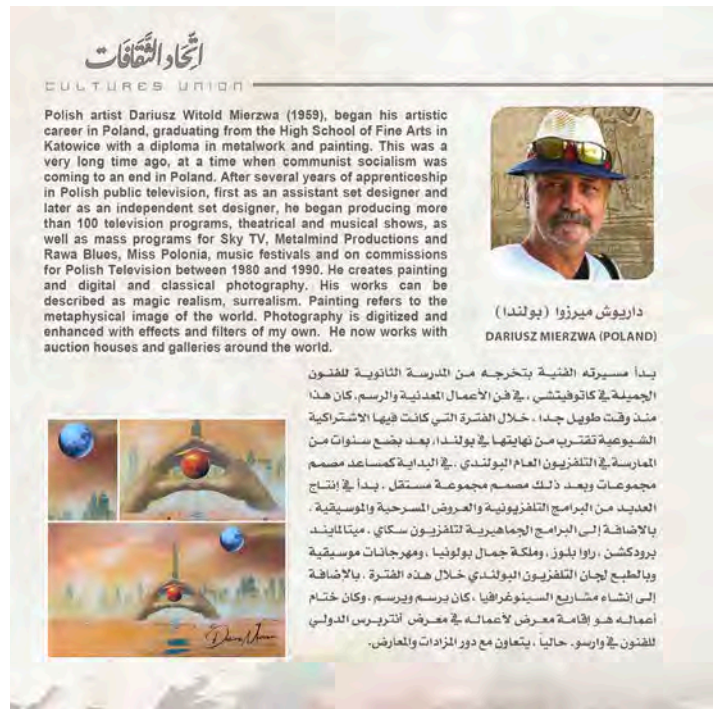 اتِّحاد الثَّقافَات
CULTURES UNION
Polish artist Dariusz Witold Mierzwa (1959), began his artistic
career in Poland, graduating from the High School of Fine Arts in
Katowice with a diploma in metalwork and painting. This was a
very long time ago, at a time when communist socialism was
coming to an end in Poland. After several years of apprenticeship
in Polish public television, first as an assistant set designer and
later as an independent set designer, he began producing more
than 100 television programs, theatrical and musical shows, as
well as mass programs for Sky TV, Metalmind Productions and
Rawa Blues, Miss Polonia, music festivals and on commissions
for Polish Television between 1980 and 1990. He creates painting
and digital and classical photography. His works can be
described as magic realism, surrealism. Painting refers to the
metaphysical image of the world. Photography is digitized and
enhanced with effects and filters of my own. He now works with
auction houses and galleries around the world.
داريوش ميرزوا (بولندا)
DARIUSZ MIERZWA (POLAND)
بدأ مسيرته الفنية بتخرجه من المدرسة الثانوية للفنون
الجميلة في كاتوفيتشي ، في فن الأعمال المعدنية والرسم. كان هذا
منذ وقت طويل جدا ، خلال الفترة التي كانت فيها الاشتراكية
الشيوعية تقترب من نهايتها في بولندا، بعد بضع سنوات من
الممارسة في التلفزيون العام البولندي ، في البداية كمساعد مصمم
مجموعات وبعد ذلك مصمم مجموعة مستقل ، بدأ في إنتاج
العديد من البرامج التلفزيونية والعروض المسرحية والموسيقية .
بالاضافة إلى البرامج الجماهيرية لتلفزيون سكاي ، ميتالمايند
برودكشن ، راوا بلوز ، وملكة جمال بولونيا ، ومهرجانات موسيقية
وبالطبع لجان التلفزيون البولندي خلال هذه الفترة . بالإضافة
إلى إنشاء مشاريع السينوغرافيا ، كان يرسم ويرسم ، وكان ختام
أعماله هو إقامة معرض لأعماله في معرض أنتربرس الدولي
للفنون في وارسو. حالياً ، يتعاون مع دور المزادات والمعارض.